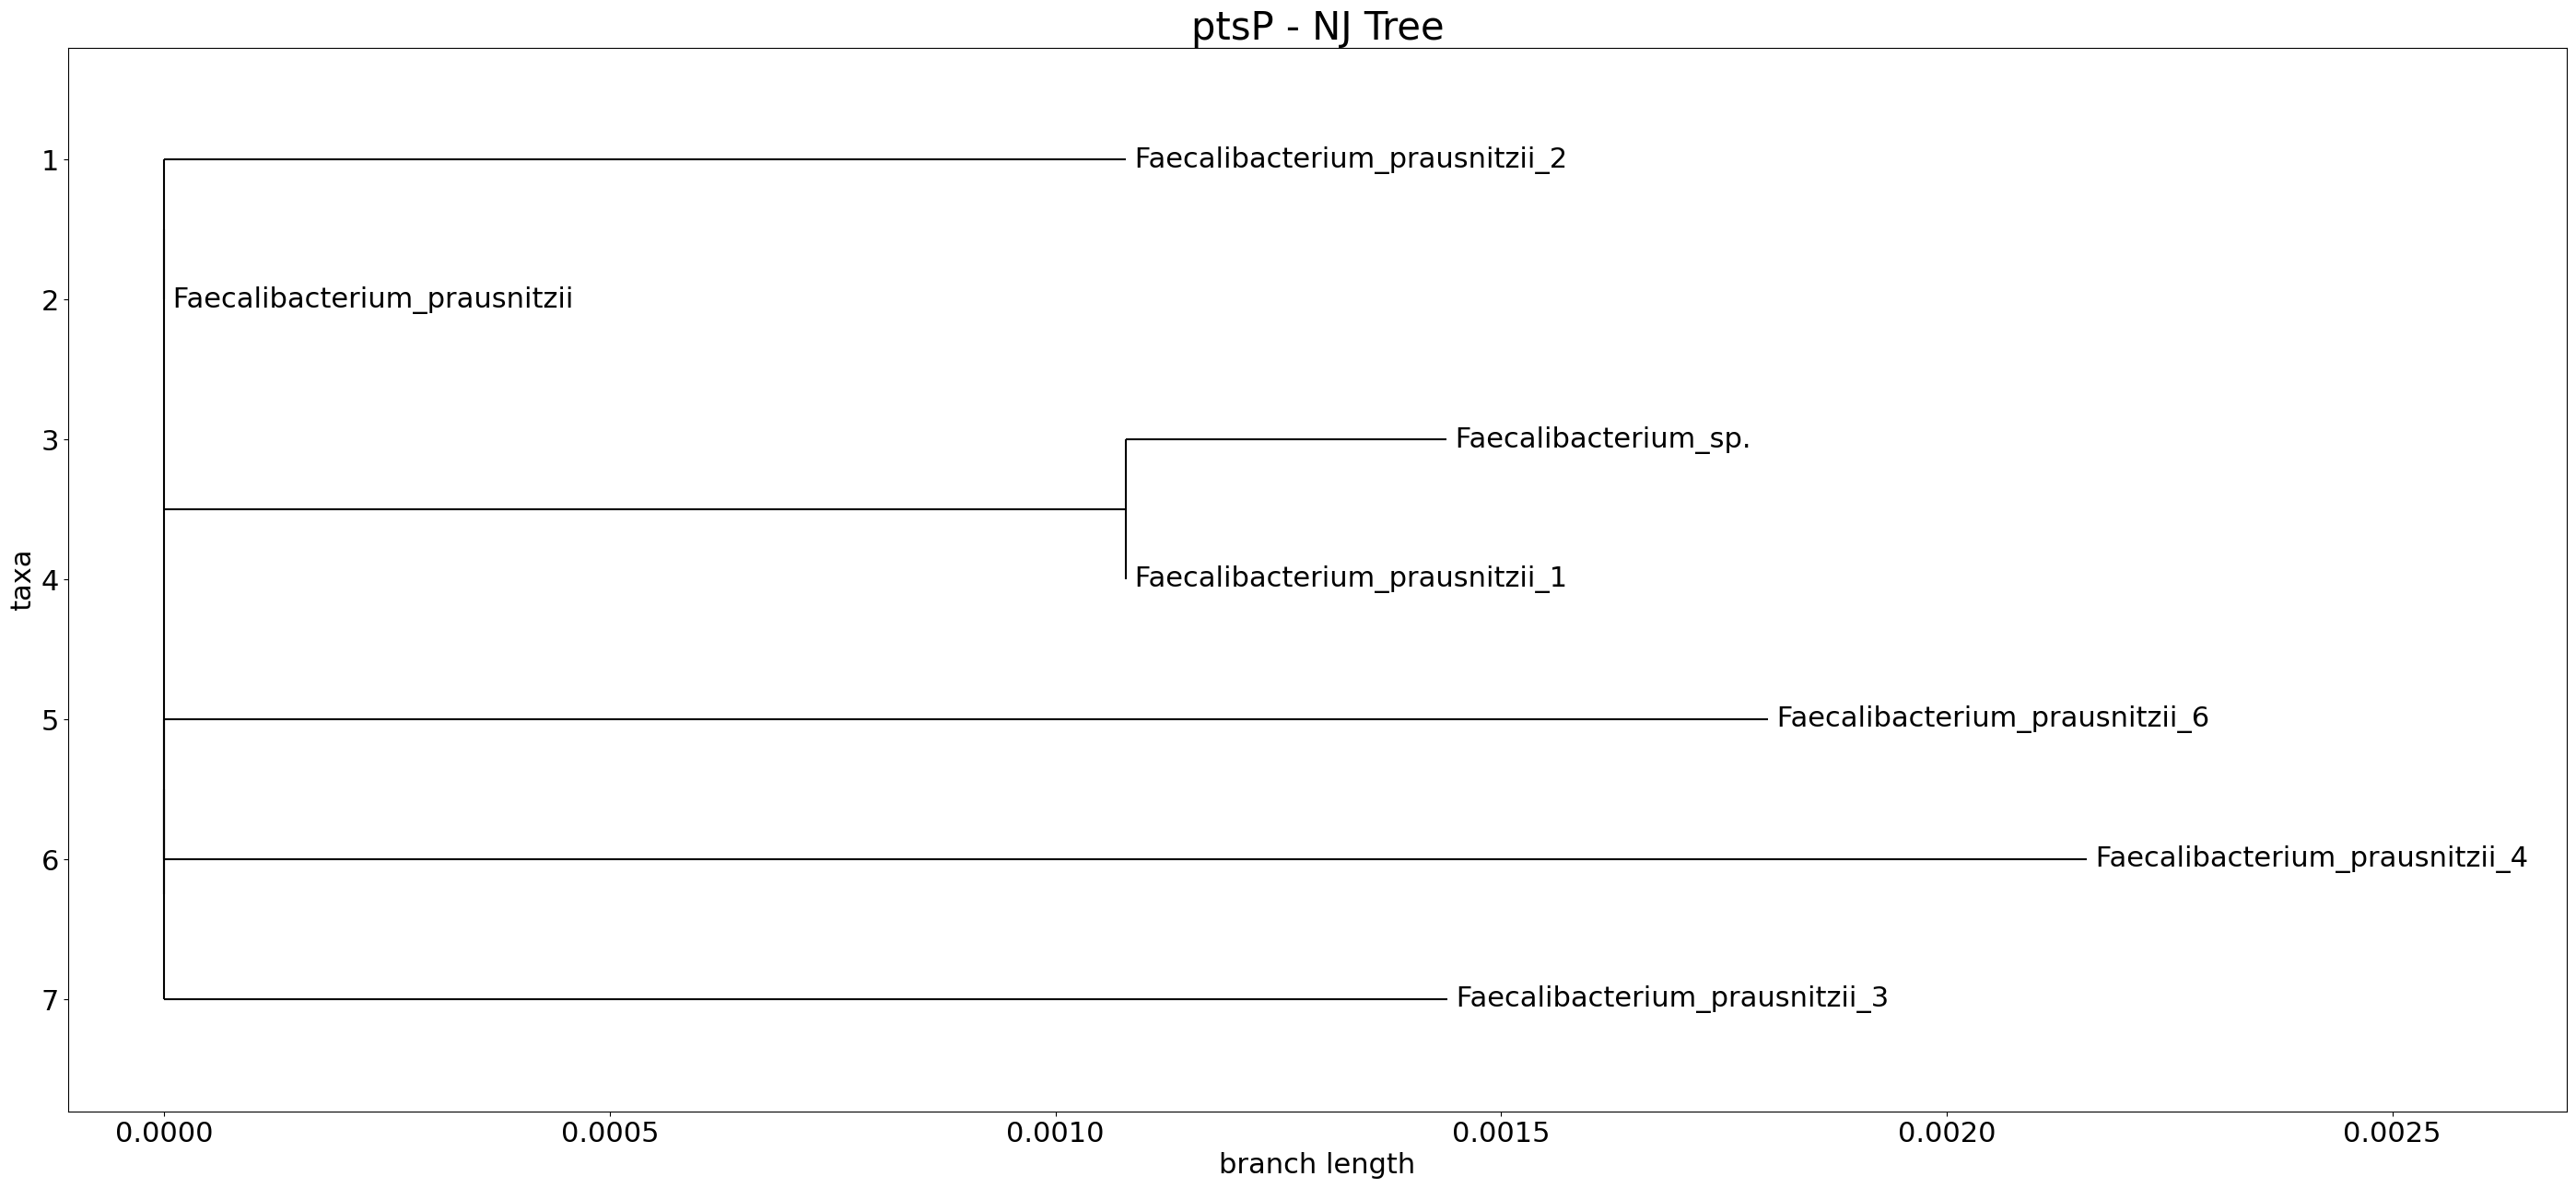 ptsP - NJ Tree
1
Faecalibacterium_prausnitzii_2
2
Faecalibacterium_prausnitzii
3
Faecalibacterium_sp.
4
Faecalibacterium_prausnitzii_1
taxa
5
Faecalibacterium_prausnitzii_6
6
Faecalibacterium_prausnitzii_4
7
Faecalibacterium_prausnitzii_3
0.0000 0.0005 0.0010 0.0015 0.0020 0.0025
branch length